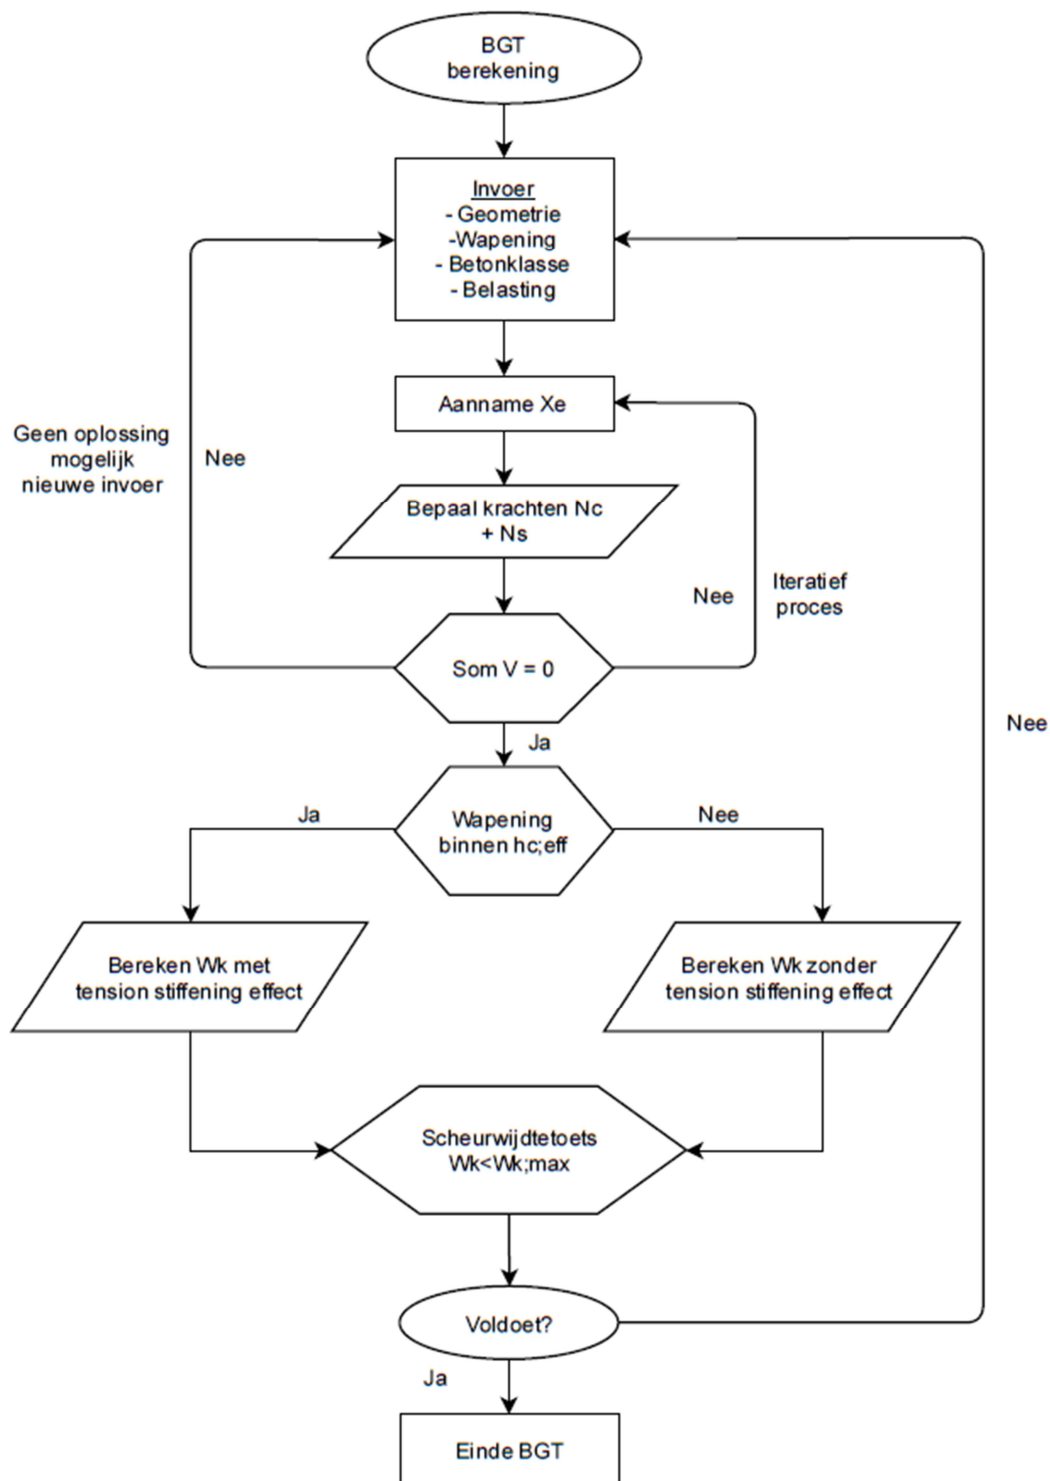 BGT
berekening
Invoer
- Geometrie
-Wapening
- Betonklasse
- Belasting
Aanname Xe
Geen oplossing
mogelijk
nieuwe invoer
Nee
Bepaal krachten Nc
+ Ns
Nee
Iteratief
proces
Som V = 0
Nee
Ja
Ja
Wapening
binnen hc;eff
Nee
Bereken Wk met
tension stiffening effect
Bereken Wk zonder
tension stiffening effect
Scheurwijdtetoets
Wk<Wk;max
Voldoet?
Ja
Einde BGT